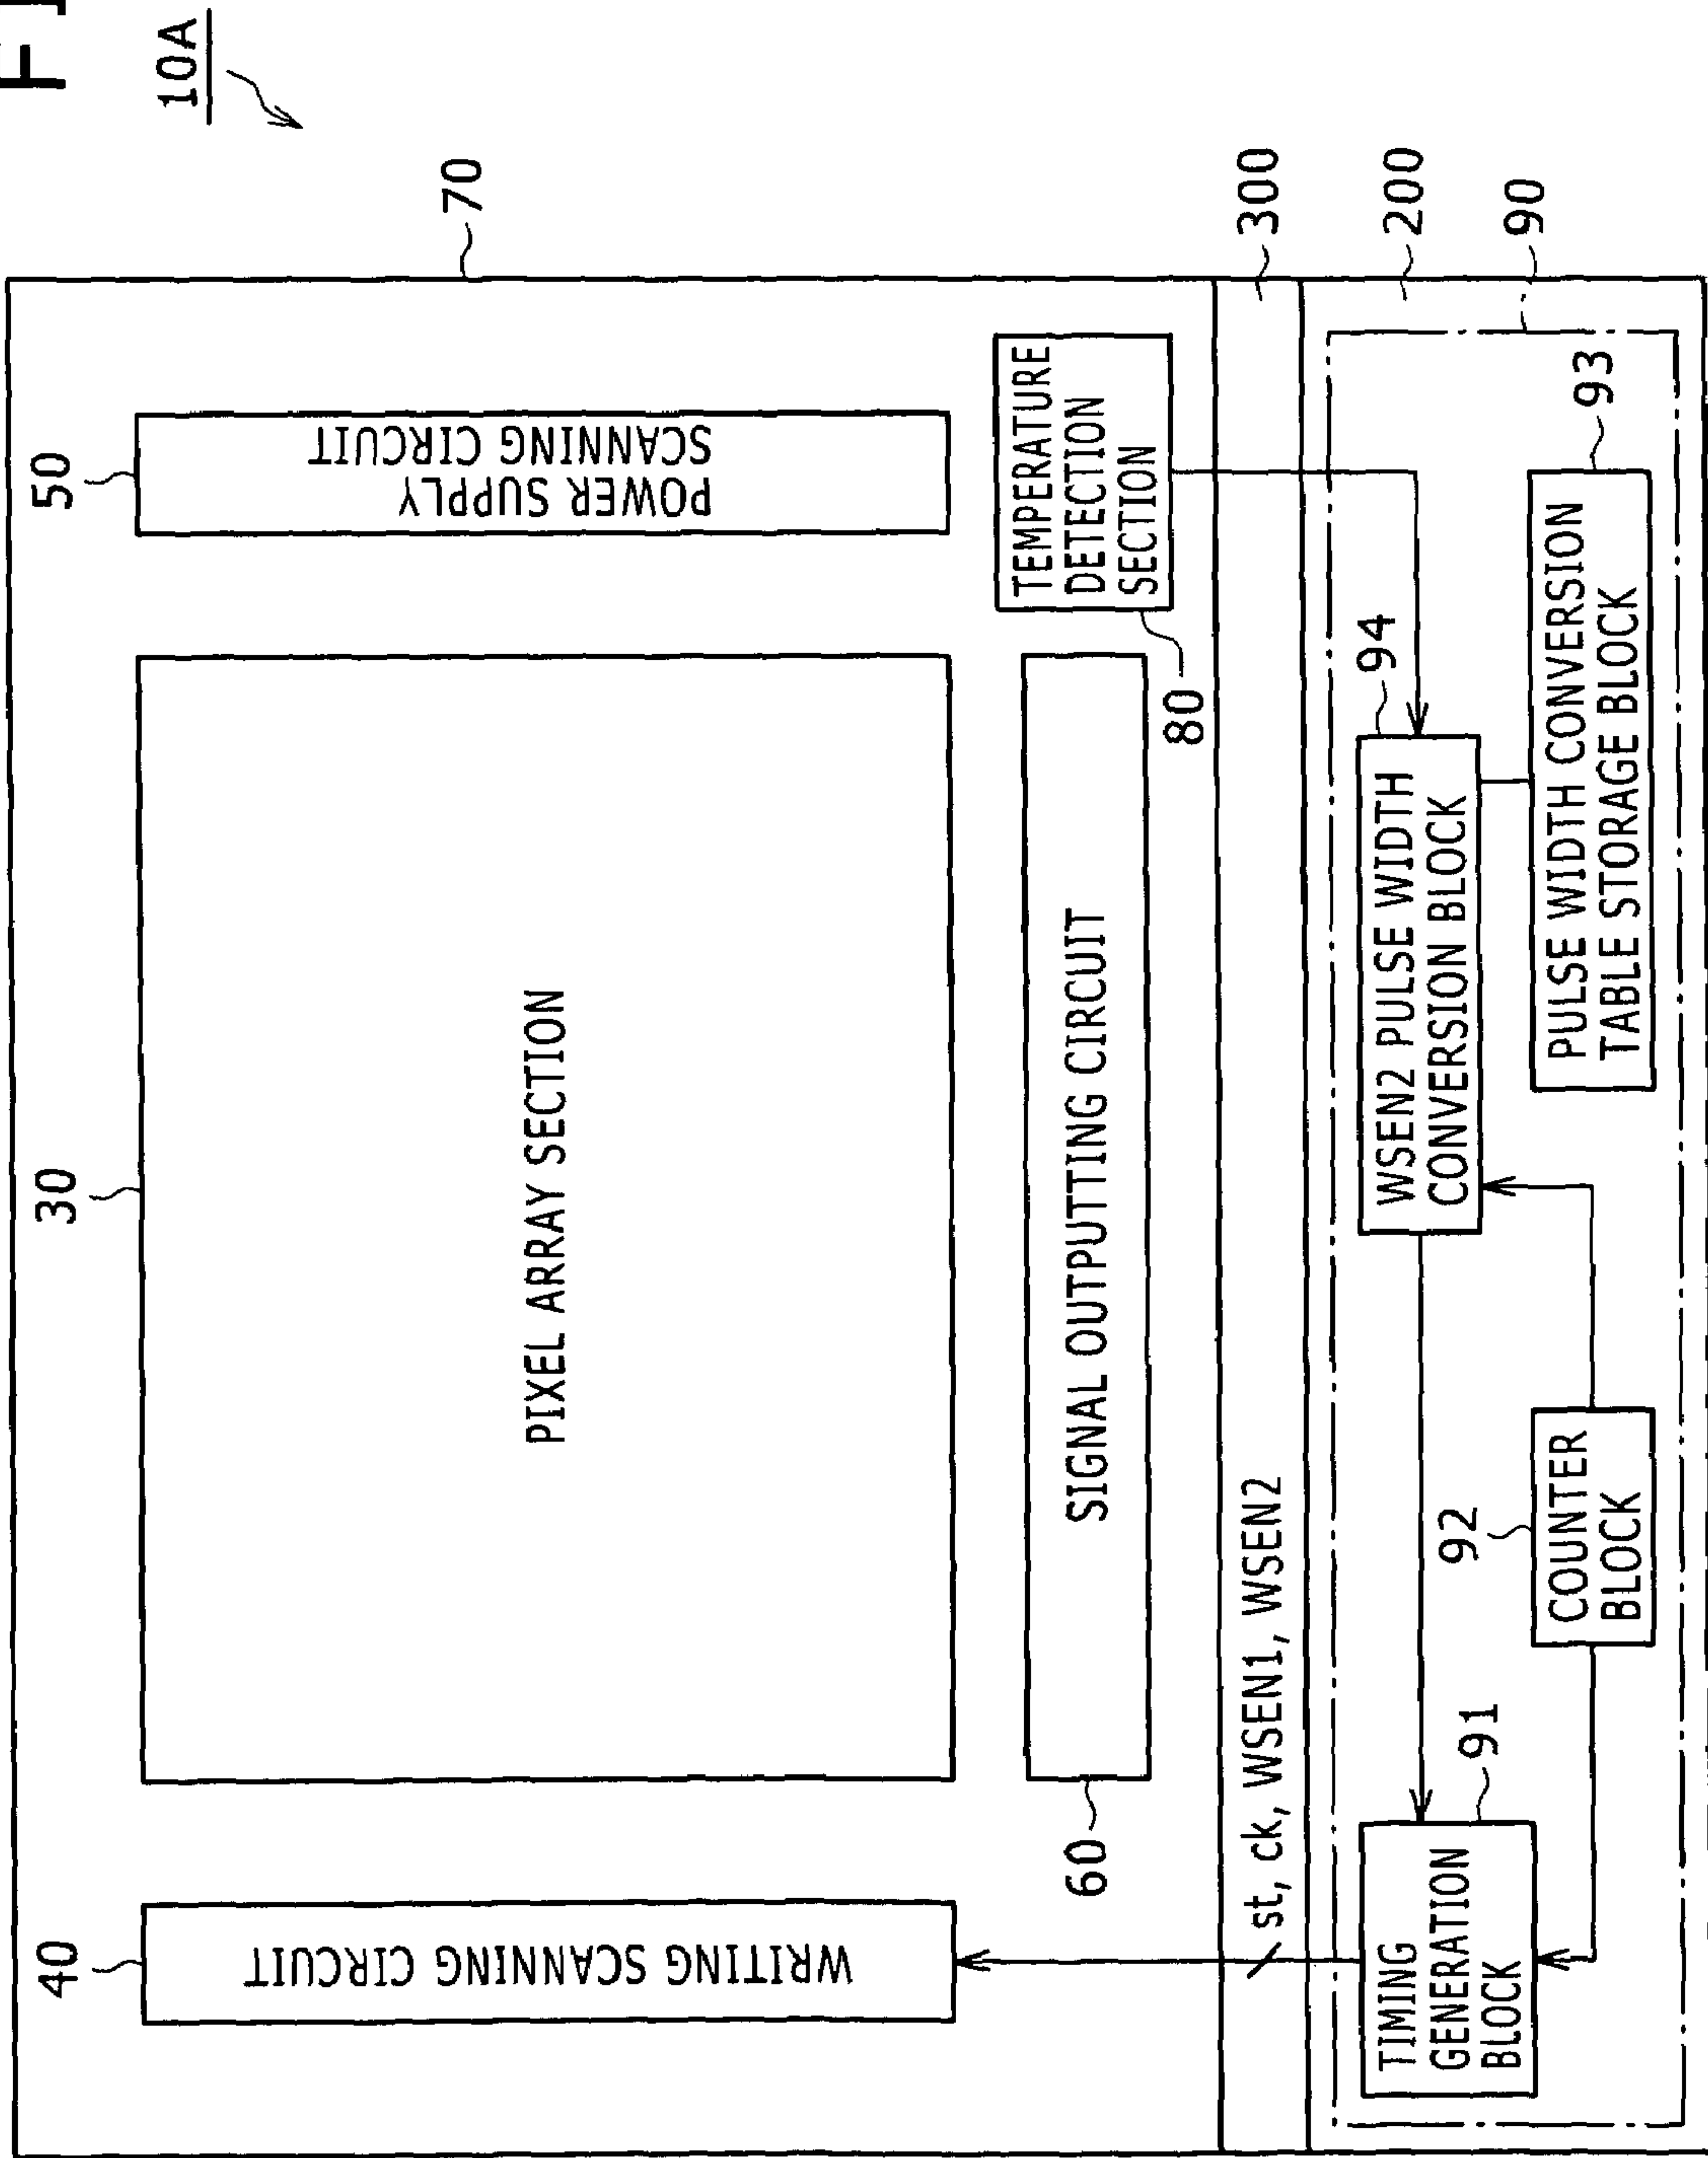 10A
70
50
30
40
POWER SUPPLY
SCANNING CIRCUIT
PIXEL ARRAY SECTION
WRITING SCANNING CIRCUIT
TEMPERATURE
DETECTION
SECTION
80
SIGNAL OUTPUTTING CIRCUIT
60
300
st, ck, WSEN1, WSEN2
200
90
94
WSEN2 PULSE WIDTH
CONVERSION BLOCK
93
PULSE WIDTH CONVERSION
TABLE STORAGE BLOCK
92
COUNTER
BLOCK
91
TIMING
GENERATION
BLOCK